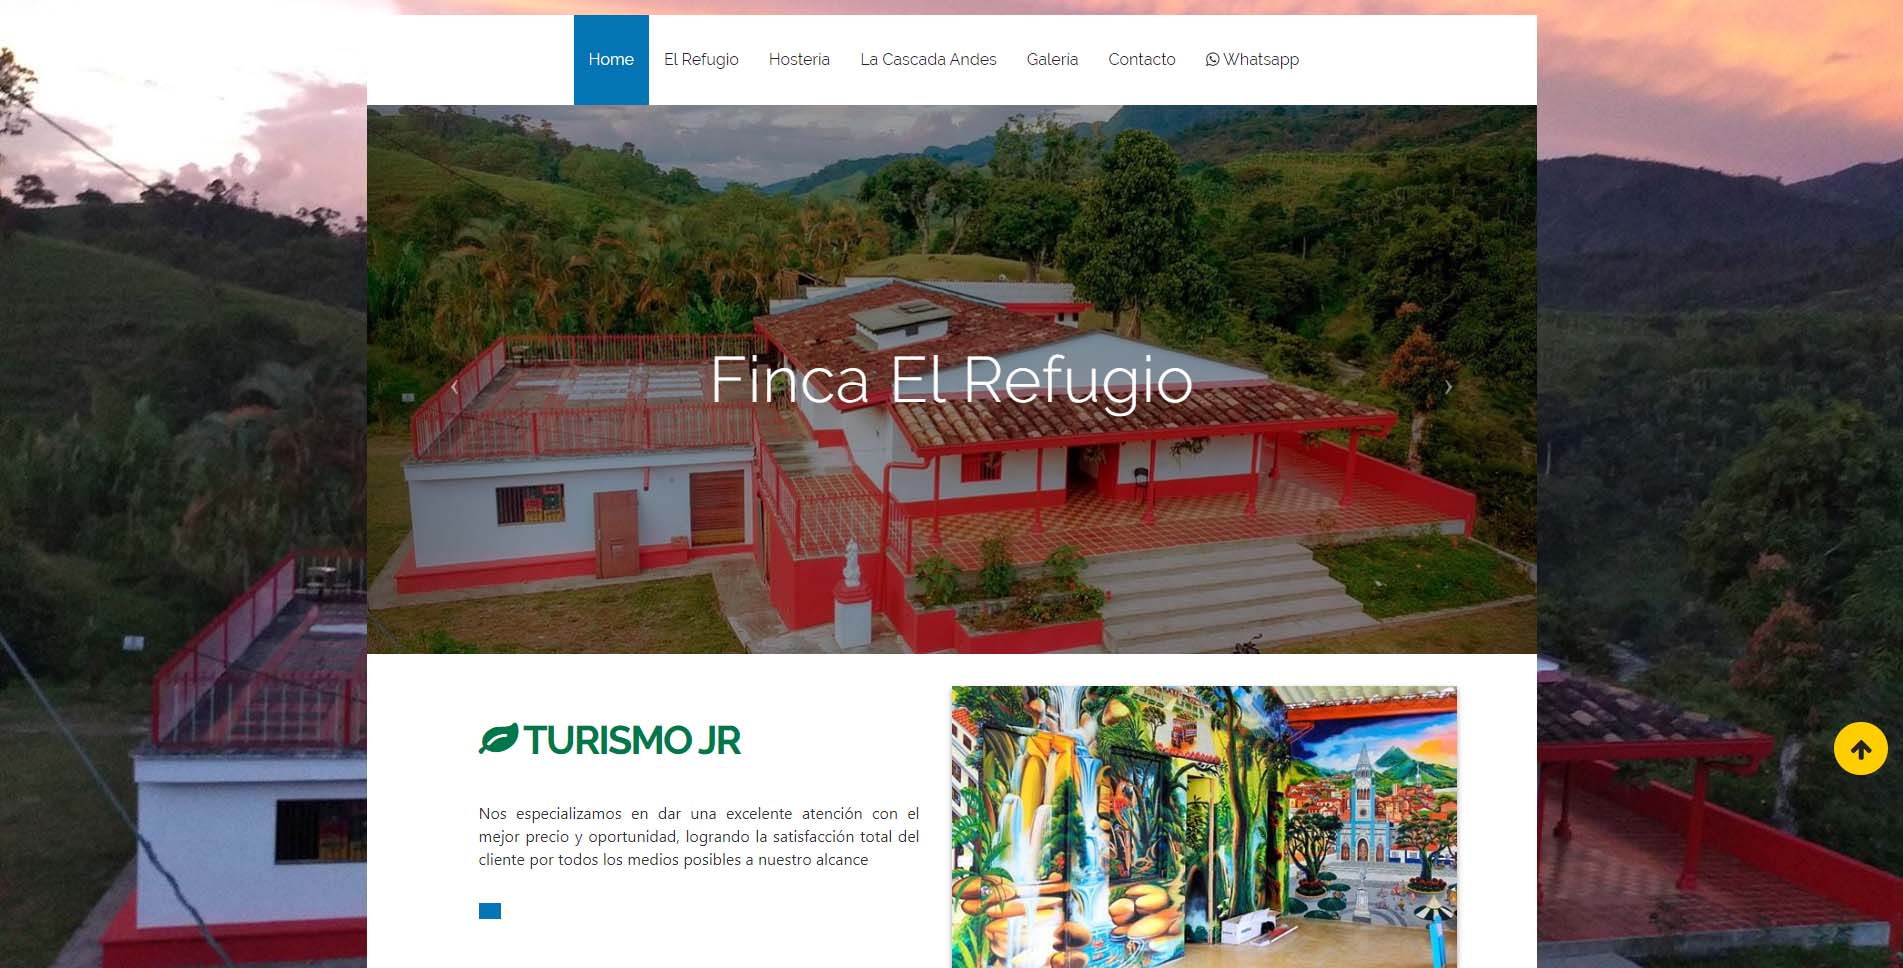 Home El Refugio Hosteria La Cascada Andes Galeria Contacto Whatsapp
Finca El Refugio
TURISMO JR
Nos especializamos en dar una excelente atención con el
mejor precio y oportunidad, logrando la satisfacción total del
cliente por todos los medios posibles a nuestro alcance